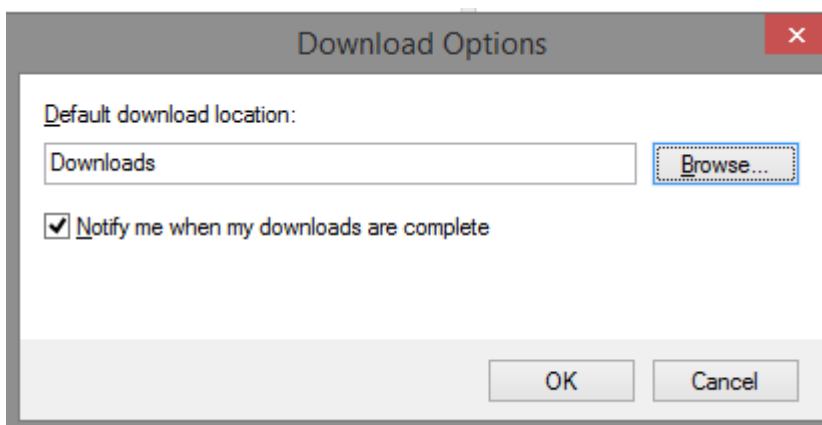 Download Options
Default download location:
Downloads
Browse...
Notify me when my downloads are complete
OK
Cancel